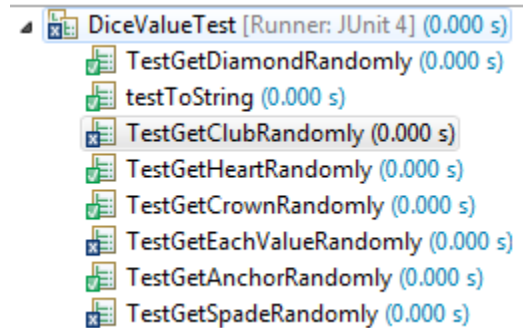 DiceValueTest [Runner: JUnit 4] (0.000 s)
TestGetDiamondRandomly (0.000 s)
testToString (0.000 s)
TestGetClubRandomly (0.000 s)
TestGetHeartRandomly (0.000 s)
TestGetCrownRandomly (0.000 s)
TestGetEachValueRandomly (0.000 s)
TestGetAnchorRandomly (0.000 s)
TestGetSpadeRandomly (0.000 s)